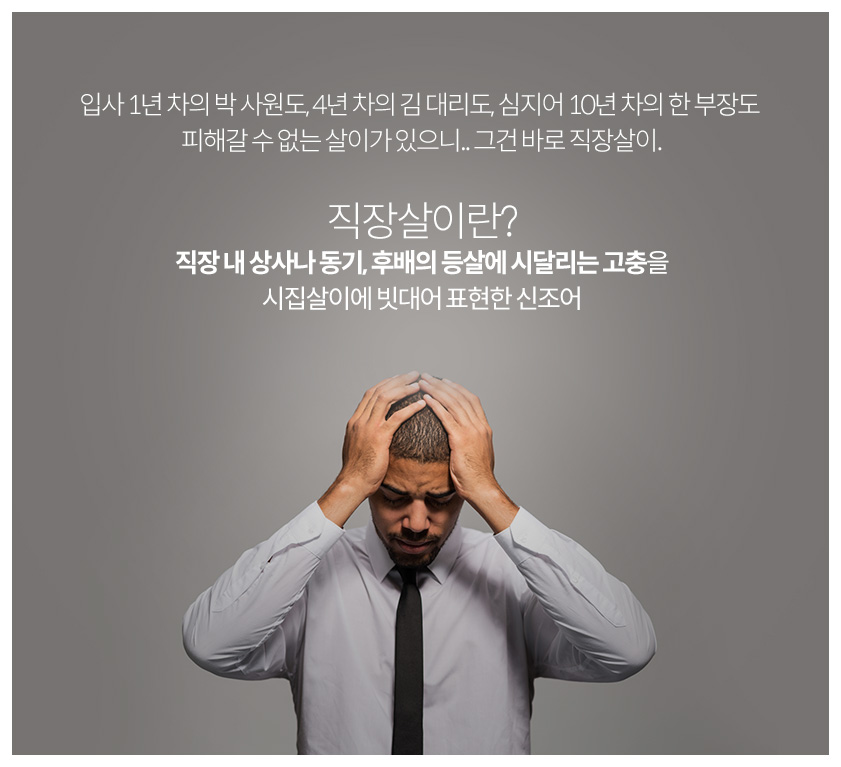 입사 1년 차의 박 사원도, 4년 차의 김 대리도, 심지어 10년 차의 한 부장도
피해갈 수 없는 살이가 있으니.. 그건 바로 직장살이.
직장살이란?
직장 내 상사나 동기, 후배의 등살에 시달리는 고충을
시집살이에 빗대어 표현한 신조어